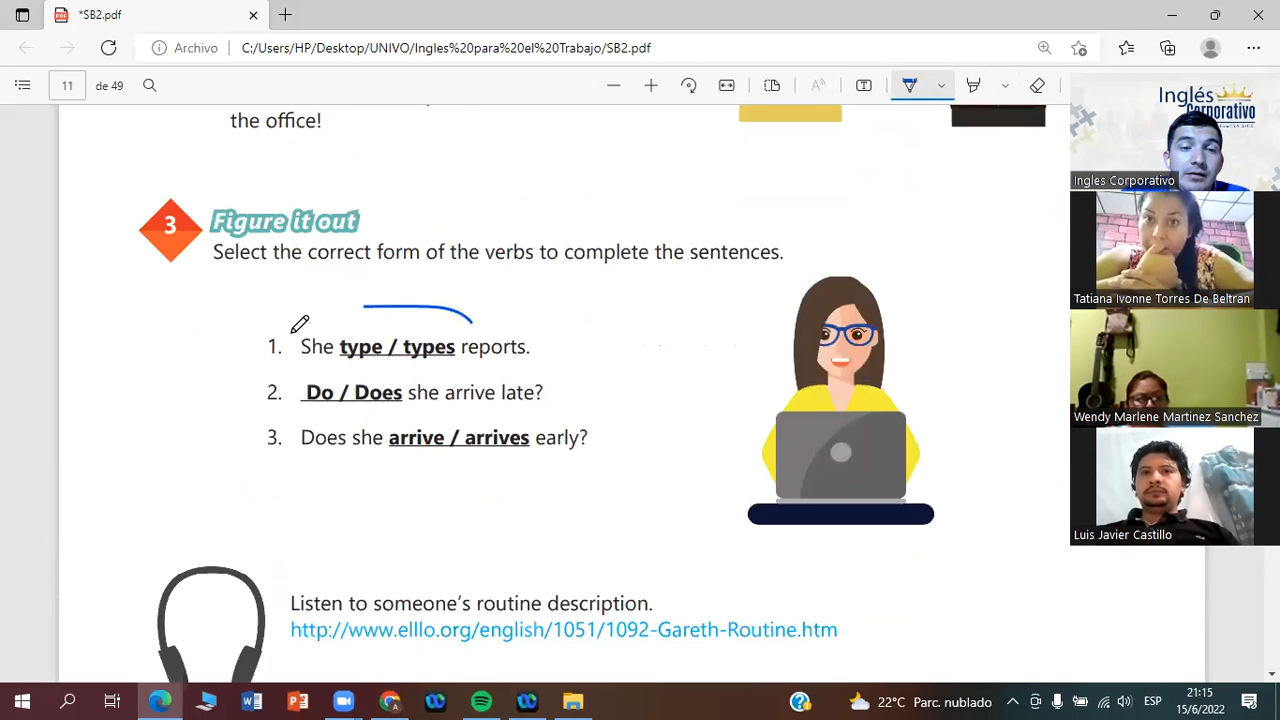 *SB2.pdf
Archivo
C:/Users/HP/Desktop/UNIVO/Ingles%20para%20el%20Trabajo/SB2.pdf
11
de 49
the office!
3
Figure it out
Select the correct form of the verbs to complete the sentences.
1. She type / types reports.
2. Do / Does she arrive late?
3. Does she arrive / arrives early?
Listen to someone's routine description.
http://www.elllo.org/english/1051/1092-Gareth-Routine.htm
Inglés
Corporativo
Ingles Corporativo
Tatiana Ivonne Torres De Beltran
Wendy Marlene Martinez Sanchez
Luis Javier Castillo
22°C Parc. nublado
ESP
21:15
15/6/2022